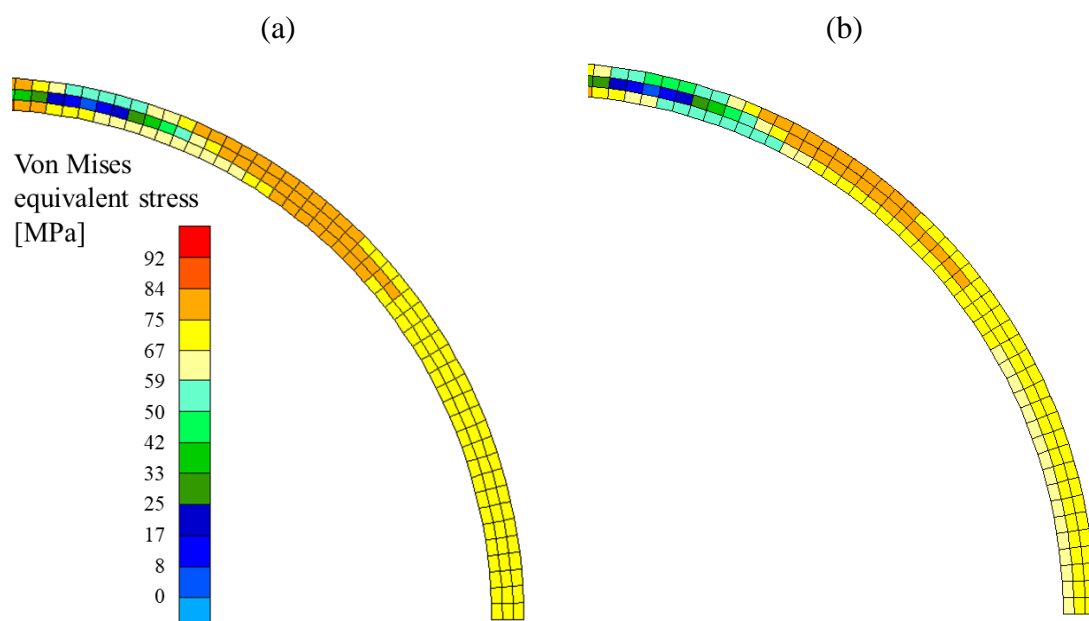 (a)
(b)
Von Mises
equivalent stress
[MPa]
92
84
75
67
59
50
42
33
25
17
8
0